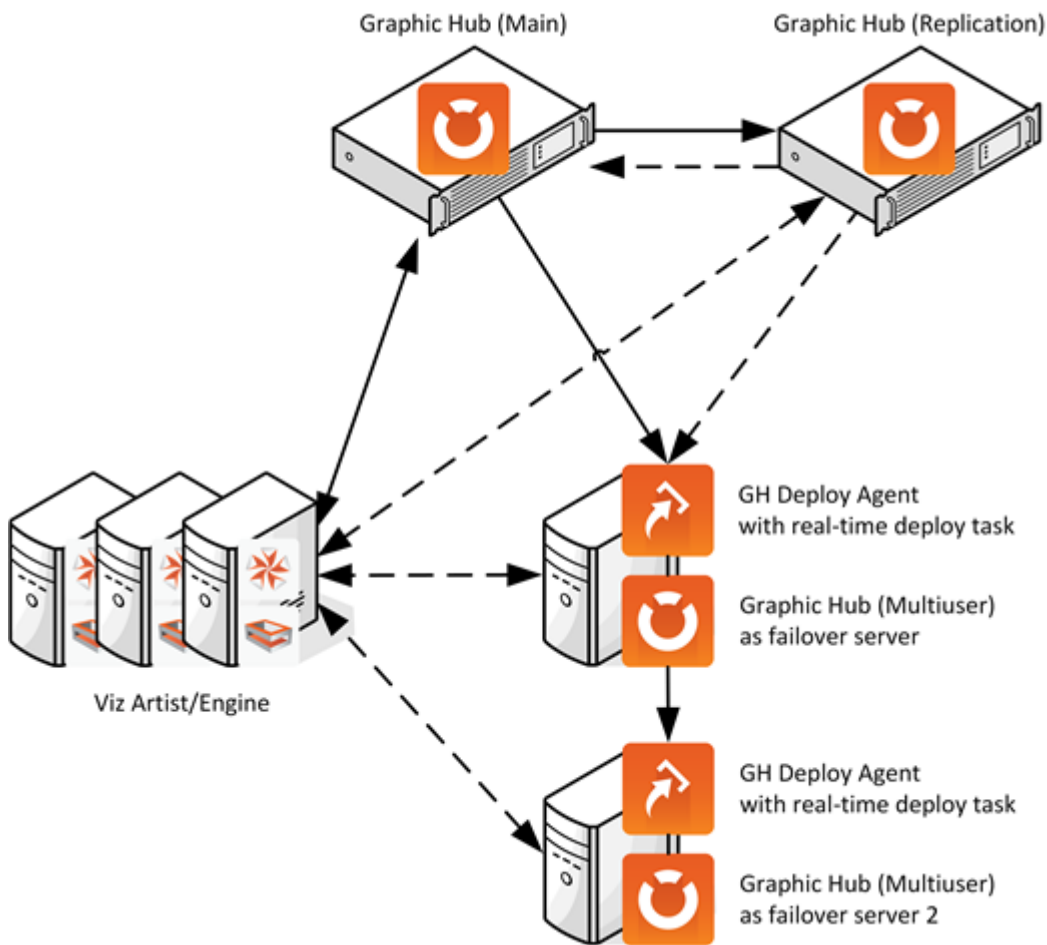 Graphic Hub (Main)
Graphic Hub (Replication)
GH Deploy Agent
with real-time deploy task
Graphic Hub (Multiuser)
as failover server
Viz Artist/Engine
GH Deploy Agent
with real-time deploy task
Graphic Hub (Multiuser)
as failover server 2